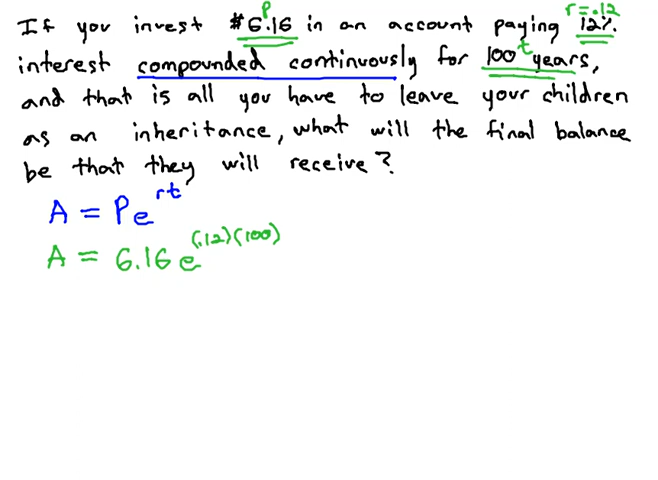 If you invest $6.16 in an account paying 12%
P r=.12
interest compounded continuously for 100 years,
t
and that is all you have to leave your children
as an inheritance, what will the final balance
be that they will receive?
A = Pe^rt
A = 6.16 e^(.12)(100)